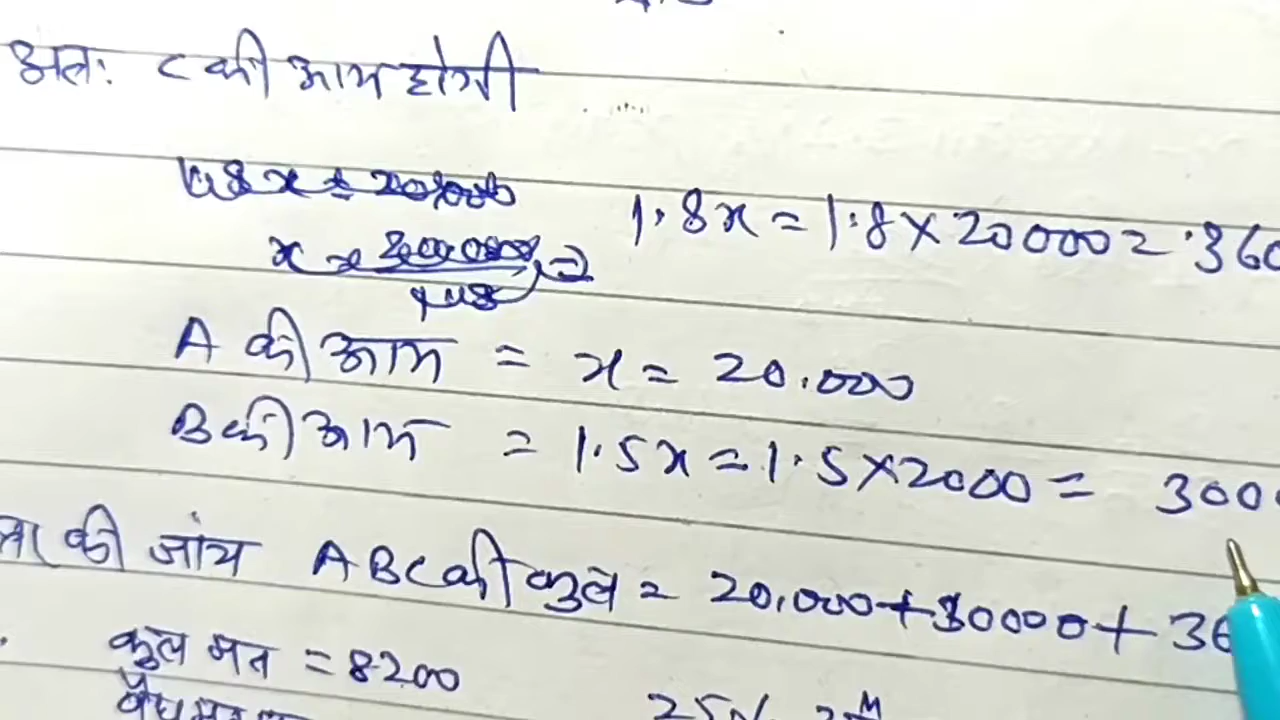 अतः C की आय होगी
1.8x = 1.8×20000 = 360
A की आय = x = 20,000
B की आय = 1.5x = 1.5×2000 = 300
की जांच ABC की कुल = 20,000+30000+36
कुल मत = 8200
25%